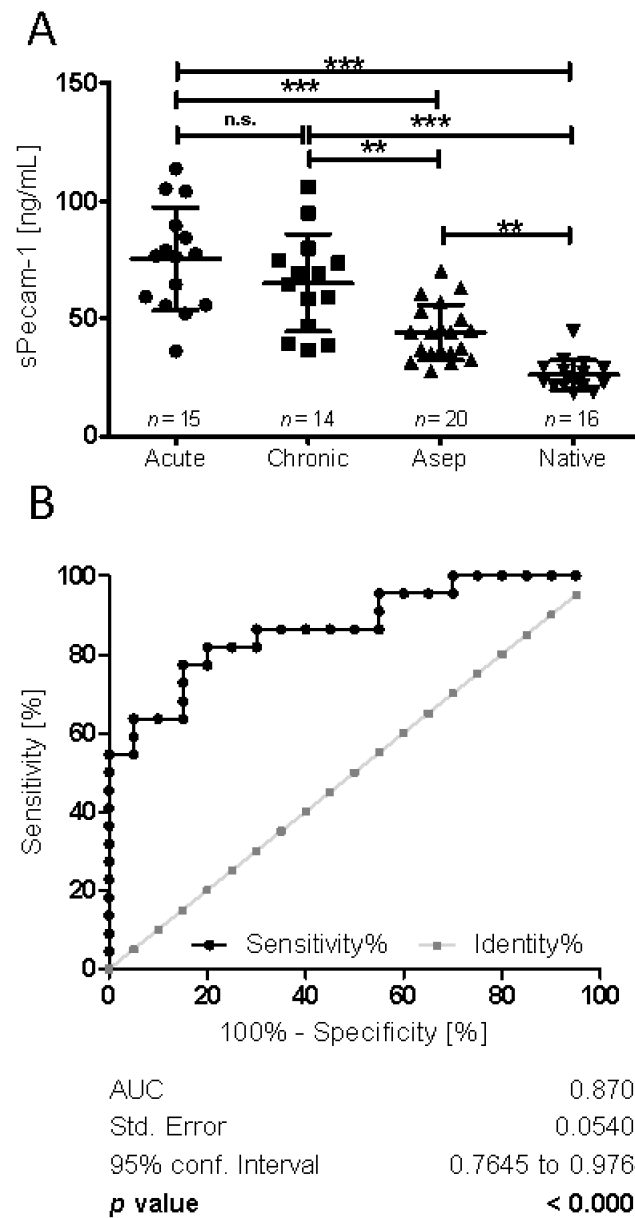 A
***
***
n.s.
***
**
**
150
100
50
0
sPecam-1 [ng/mL]
n = 15
n = 14
n = 20
n = 16
Acute
Chronic
Asep
Native
B
100
80
60
40
20
0
Sensitivity [%]
Sensitivity%
Identity%
0
20
40
60
80
100
100% - Specificity [%]
AUC 0.870
Std. Error 0.0540
95% conf. Interval 0.7645 to 0.976
p value < 0.000